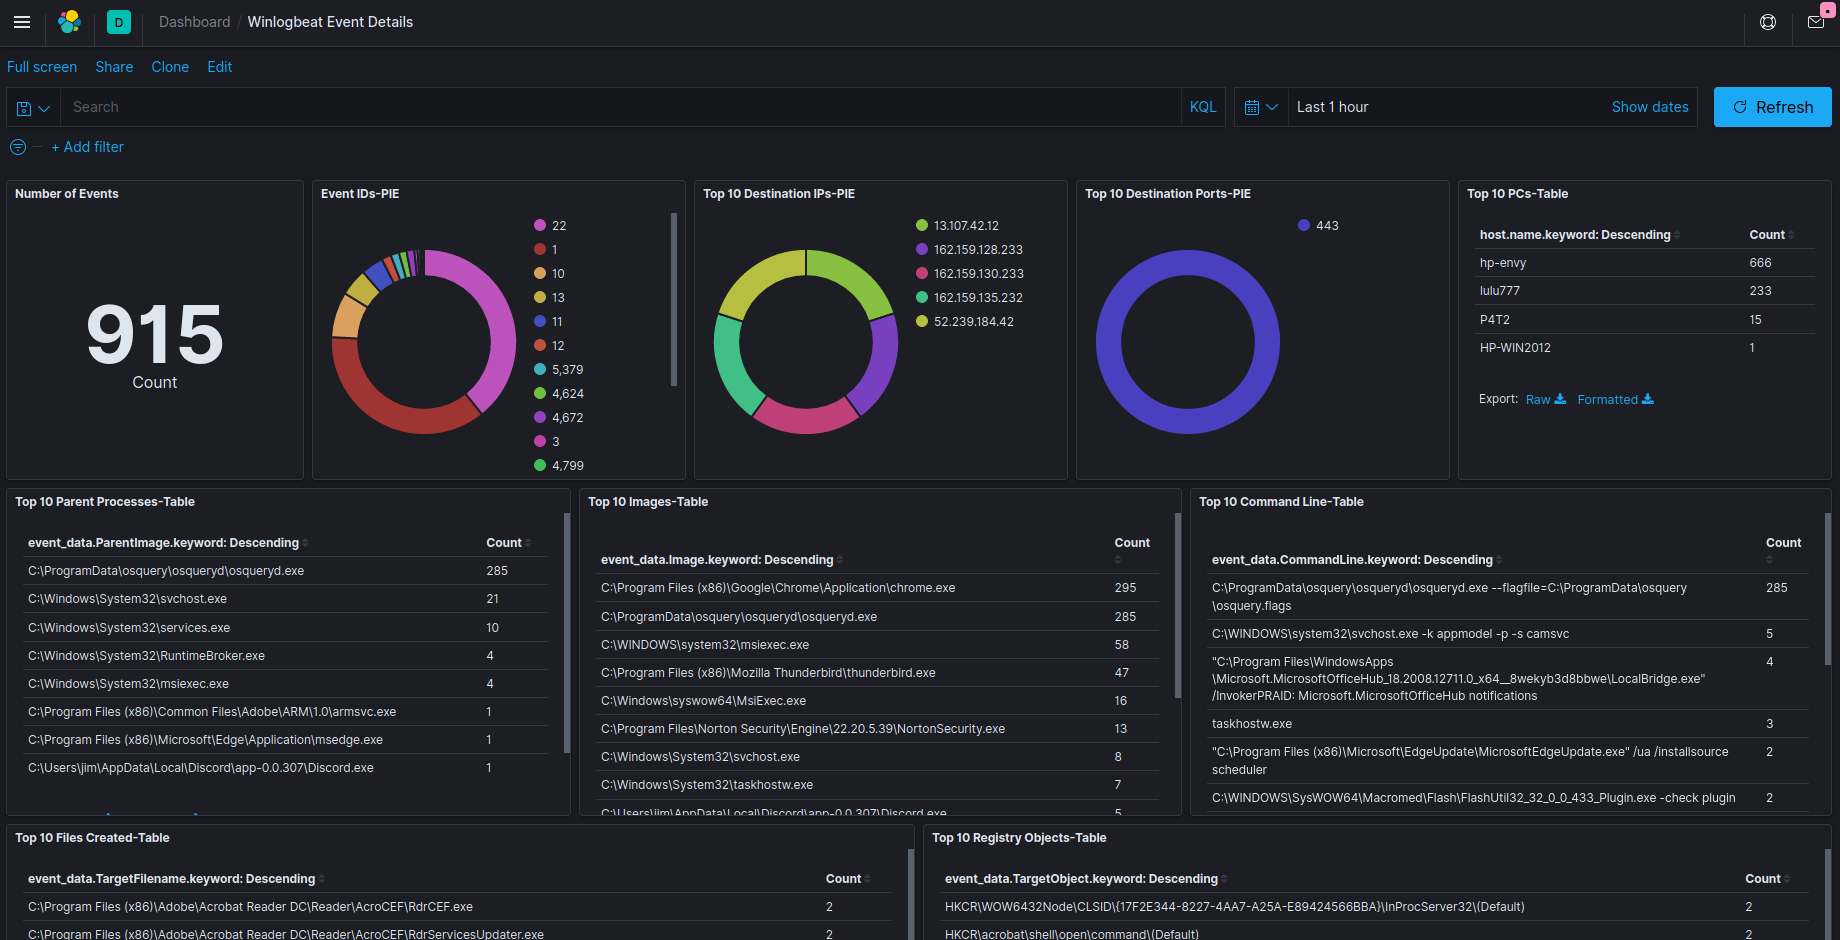 D Dashboard / Winlogbeat Event Details
Full screen Share Clone Edit
Search KQL Last 1 hour Show dates Refresh
+ Add filter
Number of Events
915
Count
Event IDs-PIE
22
1
10
13
11
12
5,379
4,624
4,672
3
4,799
Top 10 Destination IPs-PIE
13.107.42.12
162.159.128.233
162.159.130.233
162.159.135.232
52.239.184.42
Top 10 Destination Ports-PIE
443
Top 10 PCs-Table
host.name.keyword: Descending Count
hp-envy 666
lulu777 233
P4T2 15
HP-WIN2012 1
Export: Raw Formatted
Top 10 Parent Processes-Table
event_data.ParentImage.keyword: Descending Count
C:\ProgramData\osquery\osqueryd\osqueryd.exe 285
C:\Windows\System32\svchost.exe 21
C:\Windows\System32\services.exe 10
C:\Windows\System32\RuntimeBroker.exe 4
C:\Windows\System32\msiexec.exe 4
C:\Program Files (x86)\Common Files\Adobe\ARM\1.0\armsvc.exe 1
C:\Program Files (x86)\Microsoft\Edge\Application\msedge.exe 1
C:\Users\jim\AppData\Local\Discord\app-0.0.307\Discord.exe 1
Top 10 Images-Table
event_data.Image.keyword: Descending Count
C:\Program Files (x86)\Google\Chrome\Application\chrome.exe 295
C:\ProgramData\osquery\osqueryd\osqueryd.exe 285
C:\WINDOWS\system32\msiexec.exe 58
C:\Program Files (x86)\Mozilla Thunderbird\thunderbird.exe 47
C:\Windows\syswow64\MsiExec.exe 16
C:\Program Files\Norton Security\Engine\22.20.5.39\NortonSecurity.exe 13
C:\Windows\System32\svchost.exe 8
C:\Windows\System32\taskhostw.exe 7
C:\Users\jim\AppData\Local\Discord\app-0.0.307\Discord.exe 5
Top 10 Command Line-Table
event_data.CommandLine.keyword: Descending Count
C:\ProgramData\osquery\osqueryd\osqueryd.exe --flagfile=C:\ProgramData\osquery 285
\osquery.flags
C:\WINDOWS\system32\svchost.exe -k appmodel -p -s camsvc 5
"C:\Program Files\WindowsApps 4
\Microsoft.MicrosoftOfficeHub_18.2008.12711.0_x64__8wekyb3d8bbwe\LocalBridge.exe"
/InvokerPRAID: Microsoft.MicrosoftOfficeHub notifications
taskhostw.exe 3
"C:\Program Files (x86)\Microsoft\EdgeUpdate\MicrosoftEdgeUpdate.exe" /ua /installsource 2
scheduler
C:\WINDOWS\SysWOW64\Macromed\Flash\FlashUtil32_32_0_0_433_Plugin.exe -check plugin 2
Top 10 Files Created-Table
event_data.TargetFilename.keyword: Descending Count
C:\Program Files (x86)\Adobe\Acrobat Reader DC\Reader\AcroCEF\RdrCEF.exe 2
C:\Program Files (x86)\Adobe\Acrobat Reader DC\Reader\AcroCEF\RdrServicesUpdater.exe 2
Top 10 Registry Objects-Table
event_data.TargetObject.keyword: Descending Count
HKCR\WOW6432Node\CLSID\{17F2E344-8227-4AA7-A25A-E89424566BBA}\InProcServer32\(Default) 2
HKCR\acrobat\shell\open\command\(Default) 2